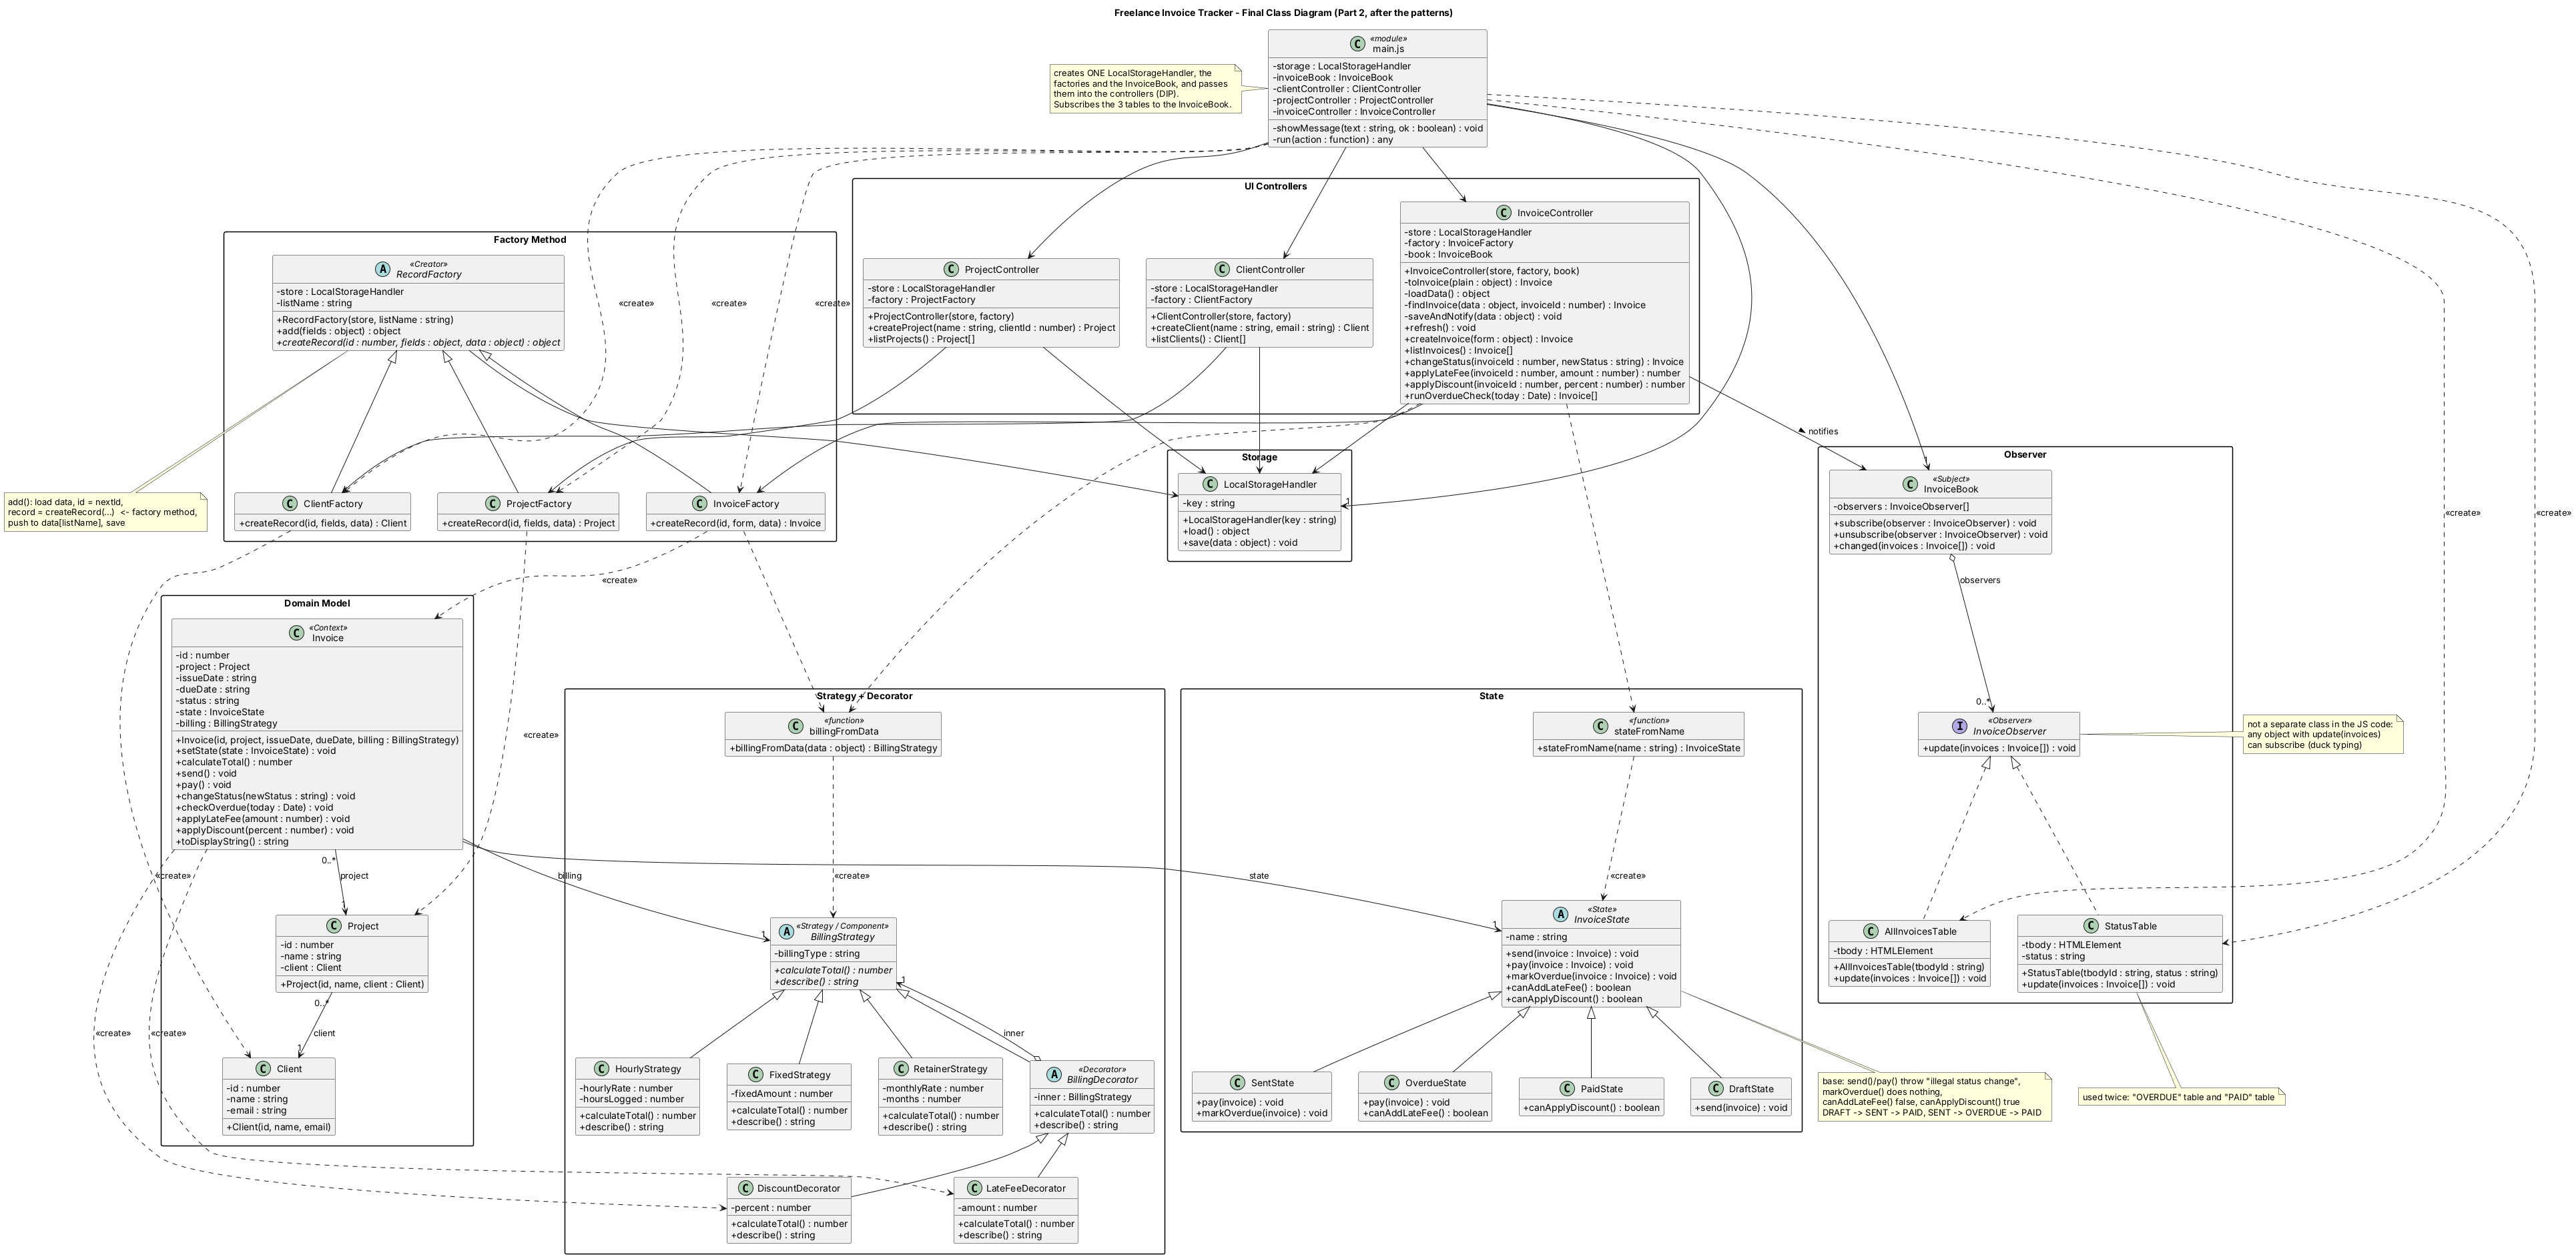 Freelance Invoice Tracker - Final Class Diagram (Part 2, after the patterns)
«module»
main.js
-storage : LocalStorageHandler
-invoiceBook : InvoiceBook
-clientController : ClientController
-projectController : ProjectController
-invoiceController : InvoiceController
-showMessage(text : string, ok : boolean) : void
-run(action : function) : any
creates ONE LocalStorageHandler, the
factories and the InvoiceBook, and passes
them into the controllers (DIP).
Subscribes the 3 tables to the InvoiceBook.
UI Controllers
InvoiceController
-store : LocalStorageHandler
-factory : InvoiceFactory
-book : InvoiceBook
+InvoiceController(store, factory, book)
-toInvoice(plain : object) : Invoice
-loadData() : object
-findInvoice(data : object, invoiceId : number) : Invoice
-saveAndNotify(data : object) : void
+refresh() : void
+createInvoice(form : object) : Invoice
+listInvoices() : Invoice[]
+changeStatus(invoiceId : number, newStatus : string) : Invoice
+applyLateFee(invoiceId : number, amount : number) : number
+applyDiscount(invoiceId : number, percent : number) : number
+runOverdueCheck(today : Date) : Invoice[]
ProjectController
-store : LocalStorageHandler
-factory : ProjectFactory
+ProjectController(store, factory)
+createProject(name : string, clientId : number) : Project
+listProjects() : Project[]
ClientController
-store : LocalStorageHandler
-factory : ClientFactory
+ClientController(store, factory)
+createClient(name : string, email : string) : Client
+listClients() : Client[]
Factory Method
«Creator»
RecordFactory
-store : LocalStorageHandler
-listName : string
+RecordFactory(store, listName : string)
+add(fields : object) : object
+createRecord(id : number, fields : object, data : object) : object
«create»
«create»
«create»
add(): load data, id = nextId,
record = createRecord(...)  <- factory method,
push to data[listName], save
ClientFactory
+createRecord(id, fields, data) : Client
ProjectFactory
+createRecord(id, fields, data) : Project
InvoiceFactory
+createRecord(id, form, data) : Invoice
Storage
LocalStorageHandler
-key : string
+LocalStorageHandler(key : string)
+load() : object
+save(data : object) : void
1
notifies
1
Observer
«Subject»
InvoiceBook
-observers : InvoiceObserver[]
+subscribe(observer : InvoiceObserver) : void
+unsubscribe(observer : InvoiceObserver) : void
+changed(invoices : Invoice[]) : void
«create»
«create»
observers
0..*
«Observer»
InvoiceObserver
+update(invoices : Invoice[]) : void
not a separate class in the JS code:
any object with update(invoices)
can subscribe (duck typing)
AllInvoicesTable
-tbody : HTMLElement
+AllInvoicesTable(tbodyId : string)
+update(invoices : Invoice[]) : void
StatusTable
-tbody : HTMLElement
-status : string
+StatusTable(tbodyId : string, status : string)
+update(invoices : Invoice[]) : void
used twice: "OVERDUE" table and "PAID" table
«create»
Domain Model
«Context»
Invoice
-id : number
-project : Project
-issueDate : string
-dueDate : string
-status : string
-state : InvoiceState
-billing : BillingStrategy
+Invoice(id, project, issueDate, dueDate, billing : BillingStrategy)
+setState(state : InvoiceState) : void
+calculateTotal() : number
+send() : void
+pay() : void
+changeStatus(newStatus : string) : void
+checkOverdue(today : Date) : void
+applyLateFee(amount : number) : void
+applyDiscount(percent : number) : void
+toDisplayString() : string
«create»
«create»
0..*
project
1
Project
-id : number
-name : string
-client : Client
+Project(id, name, client : Client)
0..*
client
1
«create»
«create»
Client
-id : number
-name : string
-email : string
+Client(id, name, email)
Strategy + Decorator
«function»
billingFromData
+billingFromData(data : object) : BillingStrategy
«create»
billing
1
«Strategy / Component»
BillingStrategy
-billingType : string
+calculateTotal() : number
+describe() : string
1
inner
HourlyStrategy
-hourlyRate : number
-hoursLogged : number
+calculateTotal() : number
+describe() : string
FixedStrategy
-fixedAmount : number
+calculateTotal() : number
+describe() : string
RetainerStrategy
-monthlyRate : number
-months : number
+calculateTotal() : number
+describe() : string
«Decorator»
BillingDecorator
-inner : BillingStrategy
+calculateTotal() : number
+describe() : string
DiscountDecorator
-percent : number
+calculateTotal() : number
+describe() : string
LateFeeDecorator
-amount : number
+calculateTotal() : number
+describe() : string
State
«function»
stateFromName
+stateFromName(name : string) : InvoiceState
«create»
state
1
«State»
InvoiceState
-name : string
+send(invoice : Invoice) : void
+pay(invoice : Invoice) : void
+markOverdue(invoice : Invoice) : void
+canAddLateFee() : boolean
+canApplyDiscount() : boolean
SentState
+pay(invoice) : void
+markOverdue(invoice) : void
OverdueState
+pay(invoice) : void
+canAddLateFee() : boolean
PaidState
+canApplyDiscount() : boolean
DraftState
+send(invoice) : void
base: send()/pay() throw "illegal status change",
markOverdue() does nothing,
canAddLateFee() false, canApplyDiscount() true
DRAFT -> SENT -> PAID, SENT -> OVERDUE -> PAID